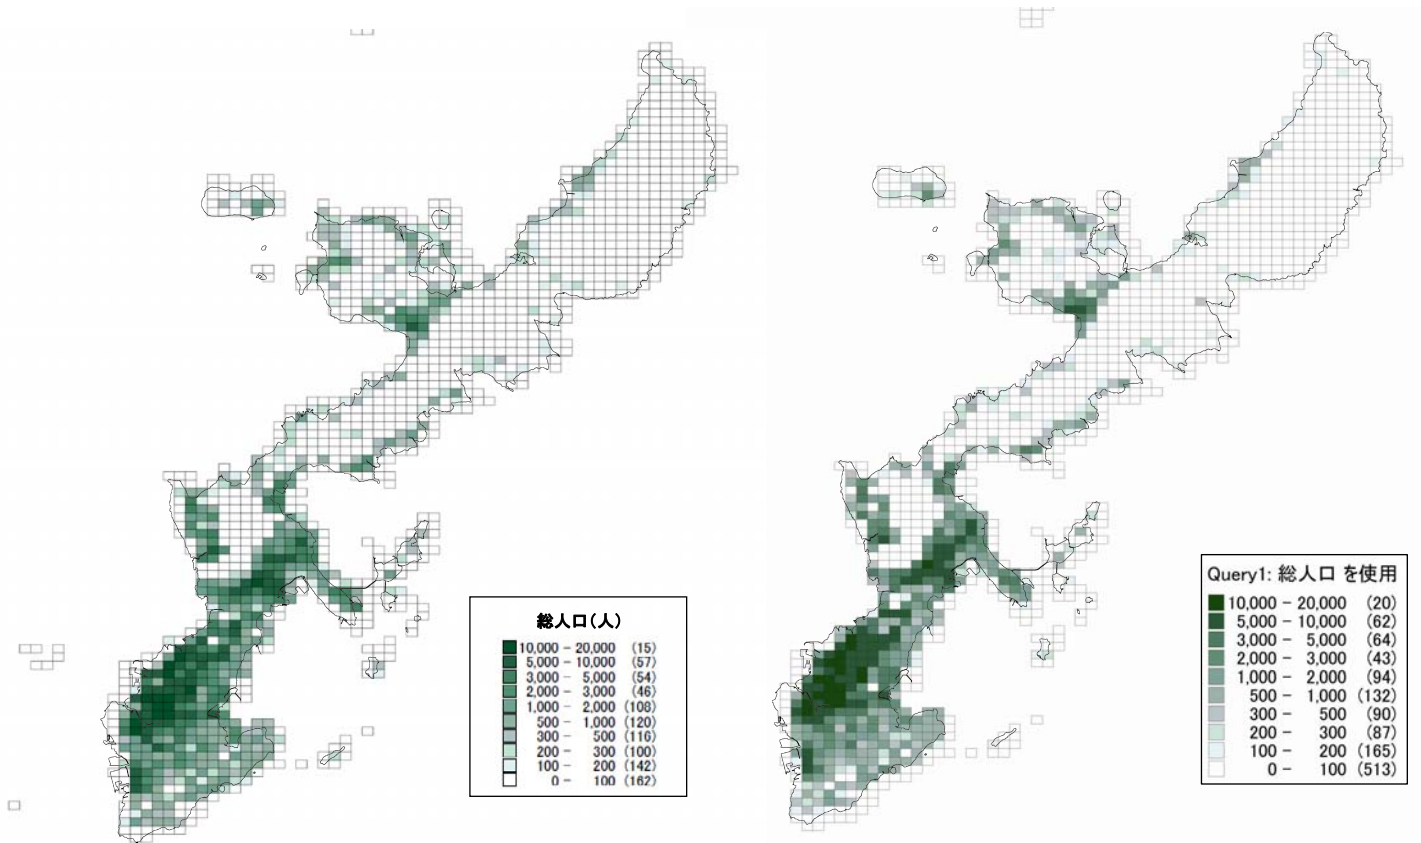 総人口(人)
10,000 - 20,000 (15)
5,000 - 10,000 (57)
3,000 - 5,000 (54)
2,000 - 3,000 (46)
1,000 - 2,000 (108)
500 - 1,000 (120)
300 - 500 (116)
200 - 300 (100)
100 - 200 (142)
0 - 100 (162)
Query1: 総人口 を使用
10,000 - 20,000 (20)
5,000 - 10,000 (62)
3,000 - 5,000 (64)
2,000 - 3,000 (43)
1,000 - 2,000 (94)
500 - 1,000 (132)
300 - 500 (90)
200 - 300 (87)
100 - 200 (165)
0 - 100 (513)